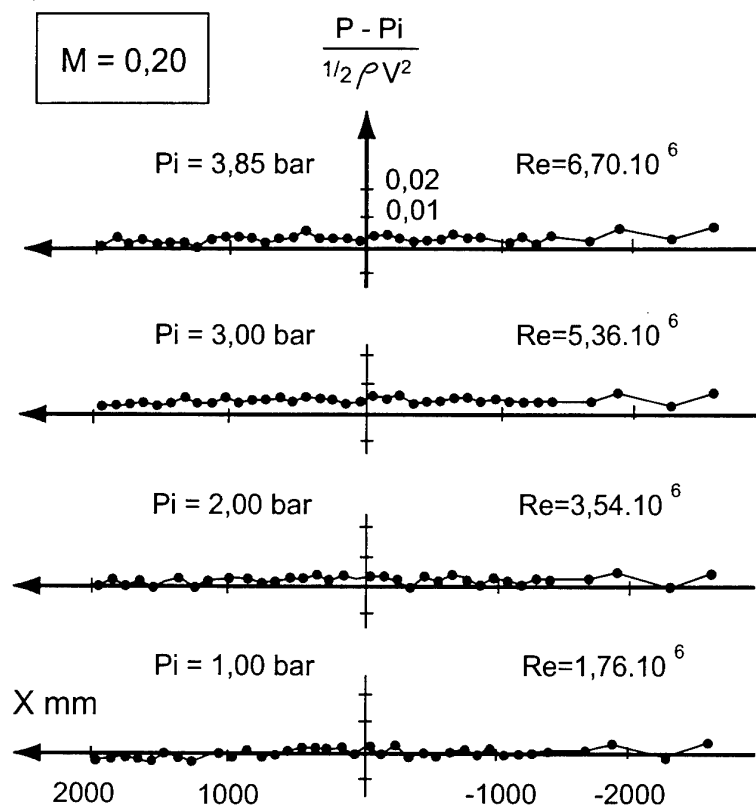 M = 0,20
P - Pi
1/2 ρV²
Pi = 3,85 bar
Re=6,70.10 ⁶
0,02
0,01
Pi = 3,00 bar
Re=5,36.10 ⁶
Pi = 2,00 bar
Re=3,54.10 ⁶
Pi = 1,00 bar
Re=1,76.10 ⁶
X mm
2000 1000 -1000 -2000